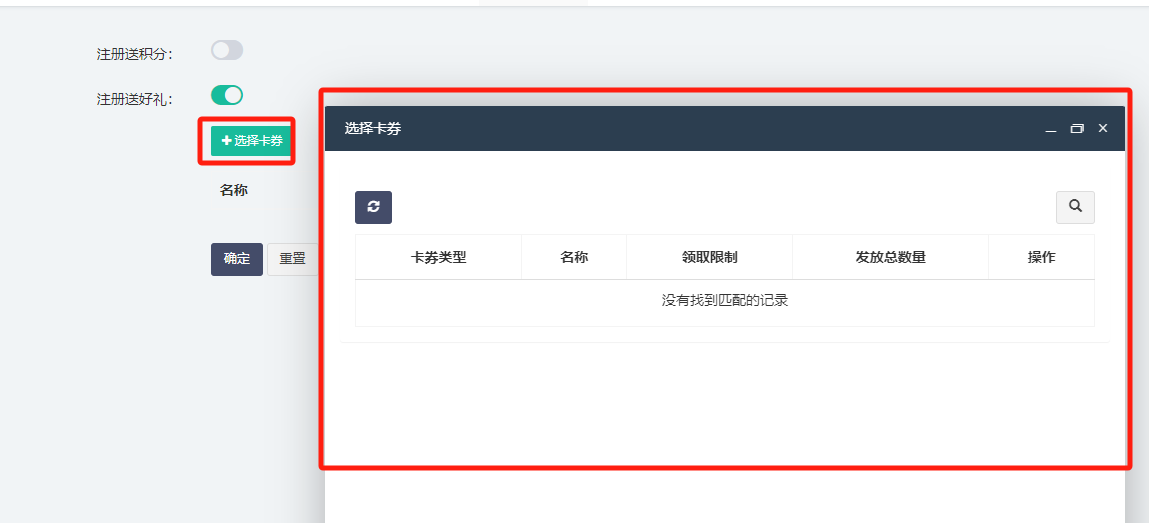 注册送积分:
注册送好礼:
选择卡券
名称
确定 重置
选择卡券
卡券类型 名称 领取限制 发放总数量 操作
没有找到匹配的记录